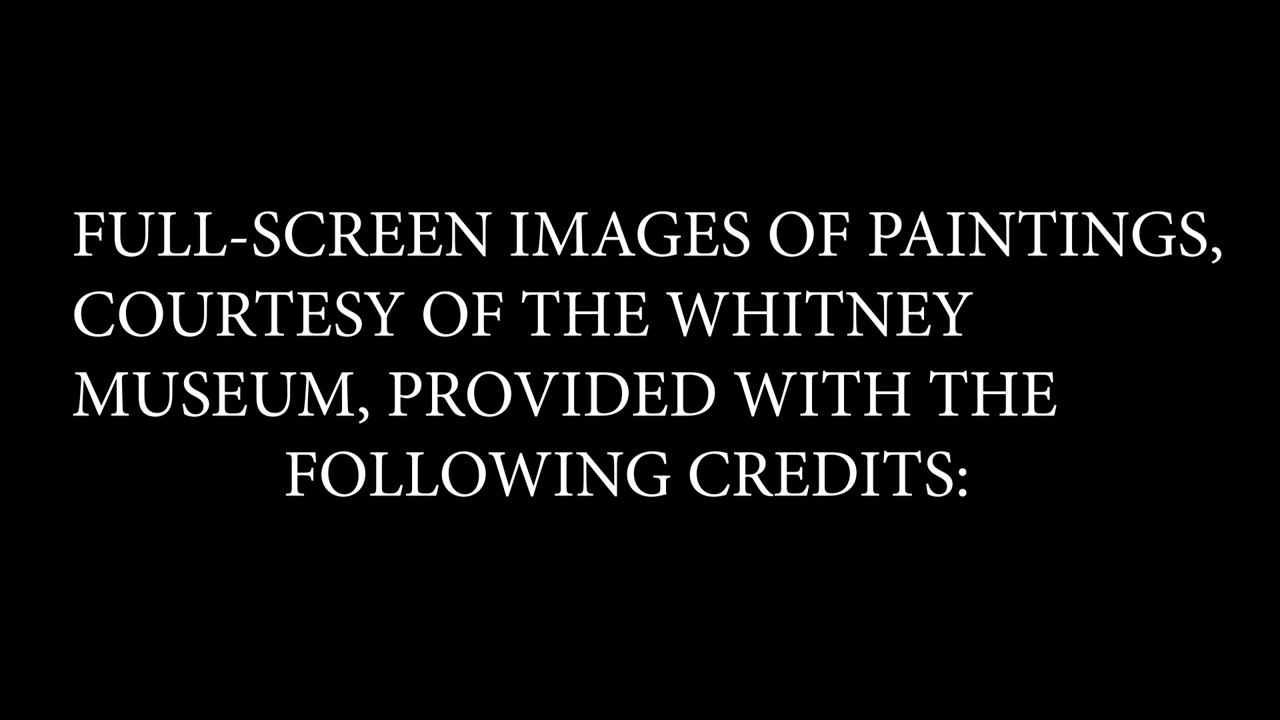 FULL-SCREEN IMAGES OF PAINTINGS,
COURTESY OF THE WHITNEY
MUSEUM, PROVIDED WITH THE
FOLLOWING CREDITS: